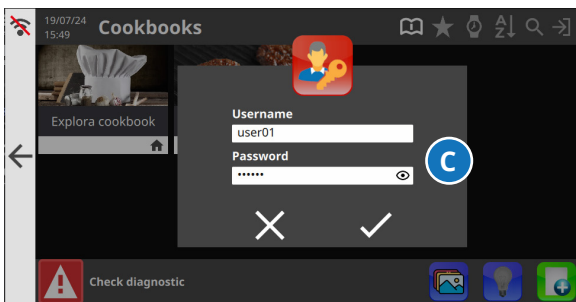 19/07/24
15:49
Cookbooks
A
Z
Explora cookbook
Username
user01
Password
••••••
C
Check diagnostic